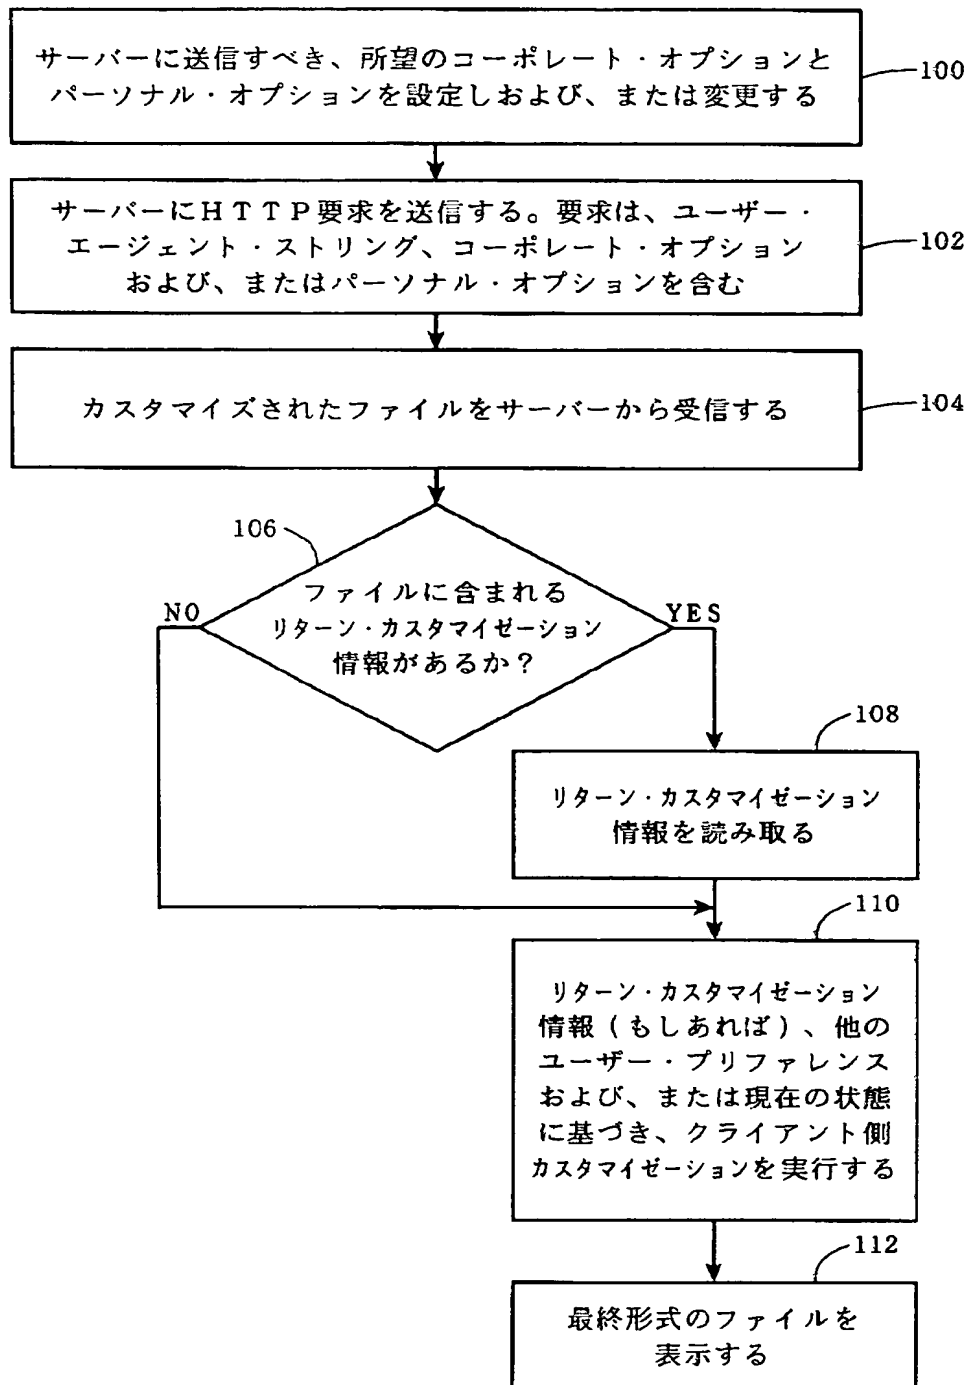 サーバーに送信すべき、所望のコーポレート・オプションと
パーソナル・オプションを設定しおよび、または変更する
100
サーバーにHTTP要求を送信する。要求は、ユーザー・
エージェント・ストリング、コーポレート・オプション
および、またはパーソナル・オプションを含む
102
カスタマイズされたファイルをサーバーから受信する
104
106
ファイルに含まれる
リターン・カスタマイゼーション
情報があるか?
NO
YES
108
リターン・カスタマイゼーション
情報を読み取る
110
リターン・カスタマイゼーション
情報(もしあれば)、他の
ユーザー・プリファレンス
および、または現在の状態
に基づき、クライアント側
カスタマイゼーションを実行する
112
最終形式のファイルを
表示する